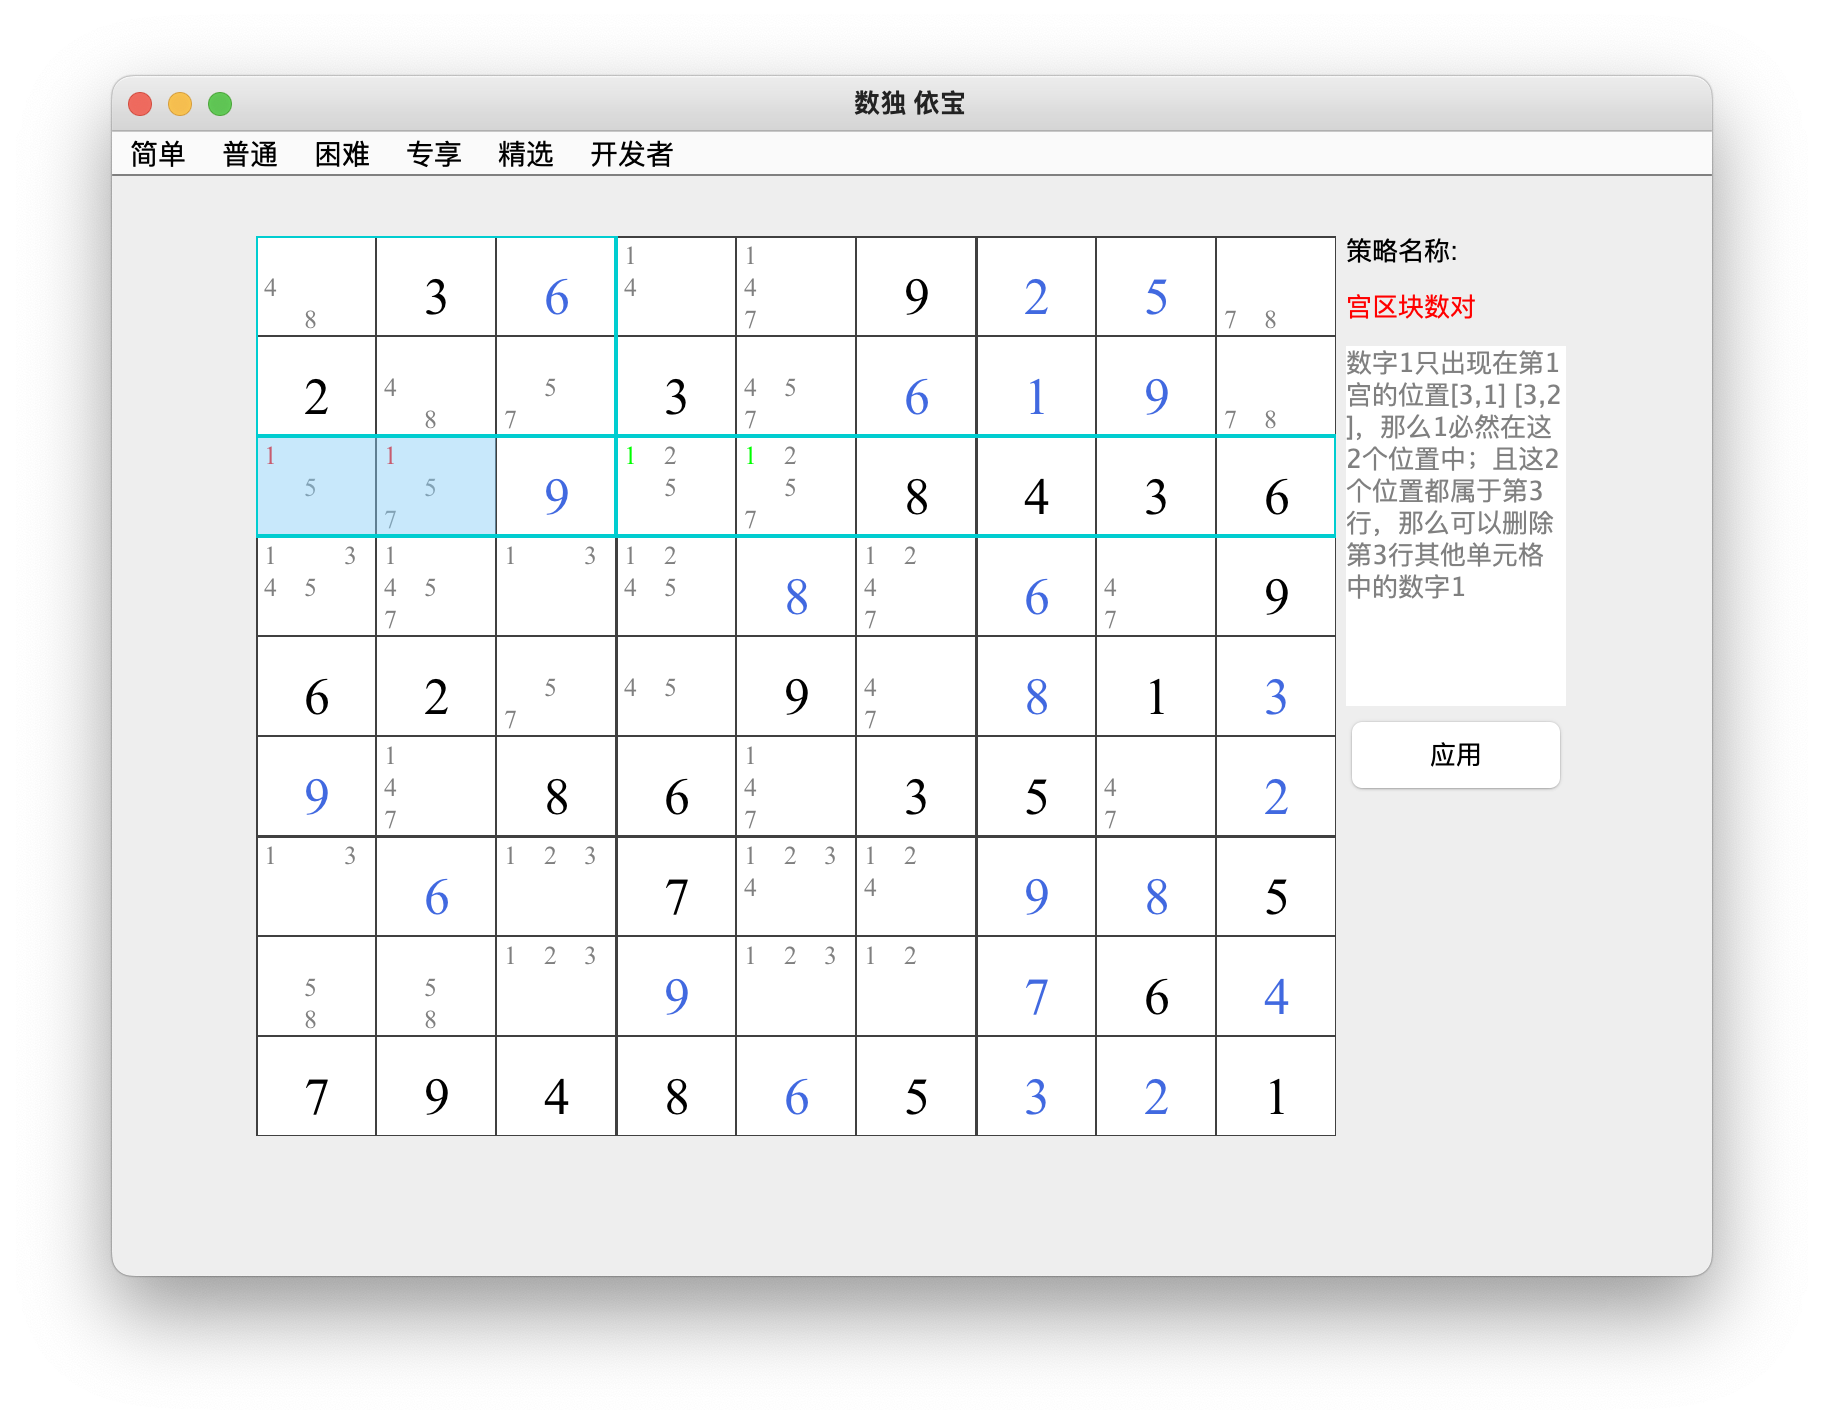 数独 依宝
简单 普通 困难 专享 精选 开发者
策略名称:
宫区块数对
数字1只出现在第1
宫的位置[3,1] [3,2
]，那么1必然在这
2个位置中；且这2
个位置都属于第3
行，那么可以删除
第3行其他单元格
中的数字1
应用
1 1
4 3 6 4 4 9 2 5
8 7 7 8
2 4 5 3 4 5 6 1 9
8 7 7 8
1 1 1 2 1 2
5 5 9 5 5 8 4 3 6
7 7
1 3 1 1 3 1 2 1 2
4 5 4 5 4 5 8 4 6 4 9
7 7 7
6 2 5 4 5 9 4 8 1 3
7 7
1 1
9 4 8 6 4 3 5 4 2
7 7 7
1 3 1 2 3 1 2 3 1 2
6 7 4 4 9 8 5
1 2 3 1 2 3 1 2
5 5 9 7 6 4
8 8
7 9 4 8 6 5 3 2 1